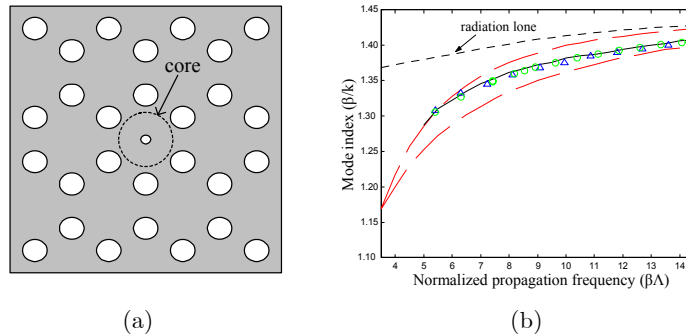 core
(a)
1.45
1.40
1.35
1.30
1.25
1.20
1.15
1.10
Mode index (β/k)
radiation lone
4 5 6 7 8 9 10 11 12 13 14
Normalized propagation frequency (βΛ)
(b)